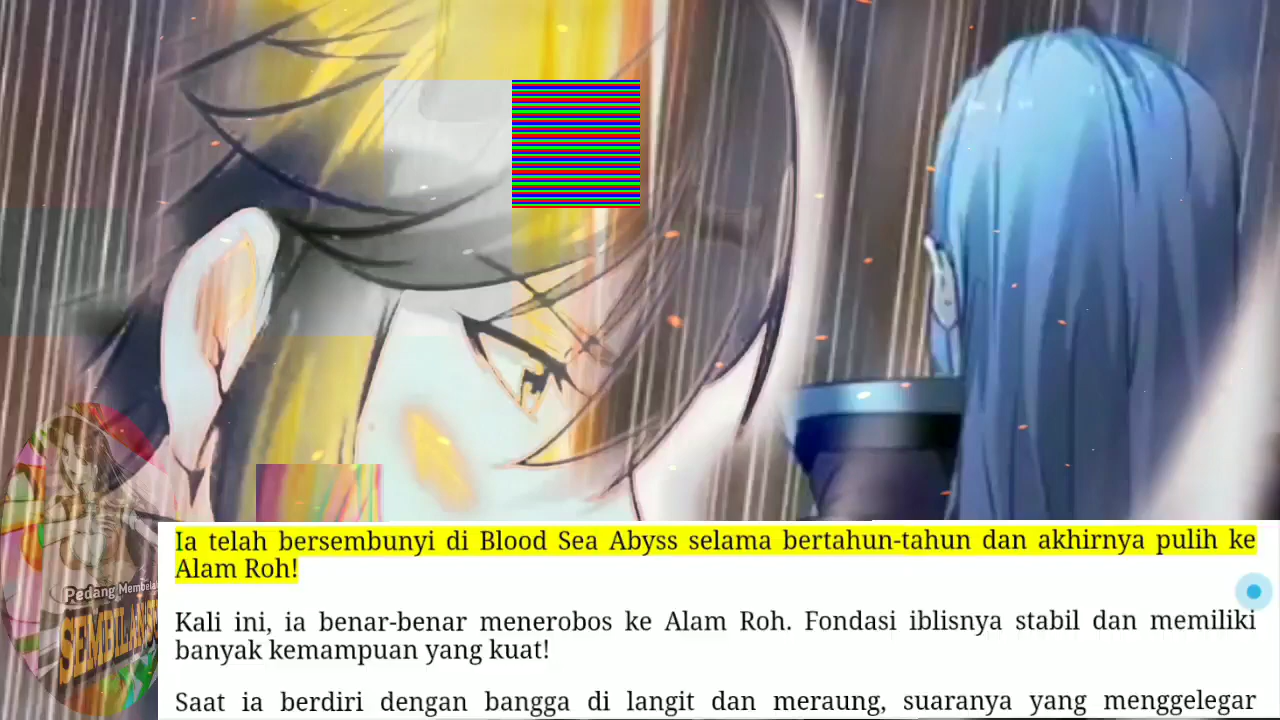 Ia telah bersembunyi di Blood Sea Abyss selama bertahun-tahun dan akhirnya pulih ke
Alam Roh!
Kali ini, ia benar-benar menerobos ke Alam Roh. Fondasi iblisnya stabil dan memiliki
banyak kemampuan yang kuat!
Saat ia berdiri dengan bangga di langit dan meraung, suaranya yang menggelegar
Pedang